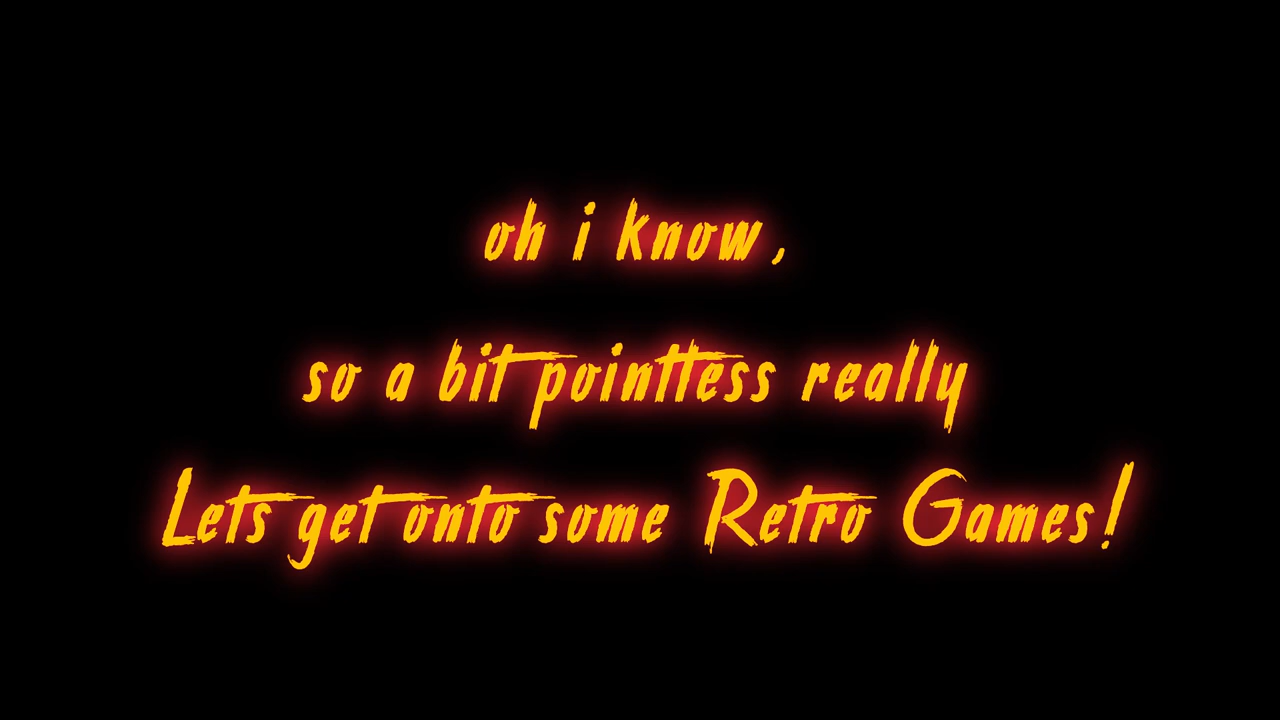 oh i know,
so a bit pointless really
Lets get onto some Retro Games!